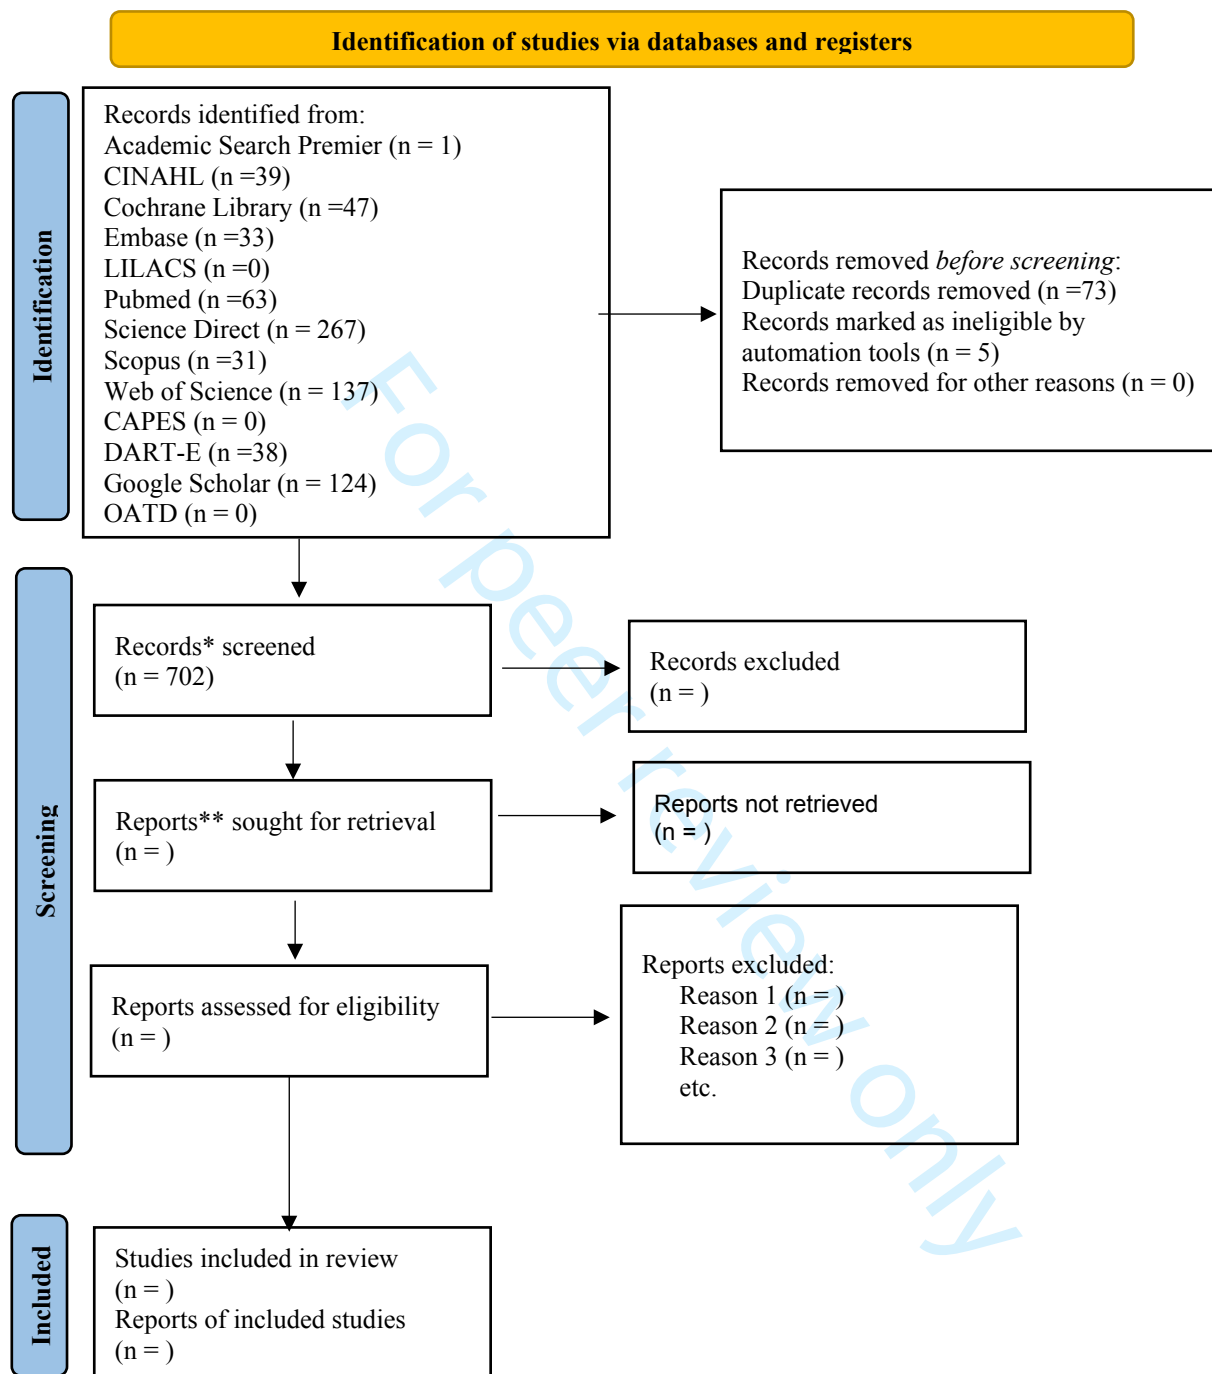 Identification of studies via databases and registers
Identification
Records identified from:
Academic Search Premier (n = 1)
CINAHL (n =39)
Cochrane Library (n =47)
Embase (n =33)
LILACS (n =0)
Pubmed (n =63)
Science Direct (n = 267)
Scopus (n =31)
Web of Science (n = 137)
CAPES (n = 0)
DART-E (n =38)
Google Scholar (n = 124)
OATD (n = 0)
Records removed before screening:
Duplicate records removed (n =73)
Records marked as ineligible by
automation tools (n = 5)
Records removed for other reasons (n = 0)
Screening
Records* screened
(n = 702)
Records excluded
(n = )
Reports** sought for retrieval
(n = )
Reports not retrieved
(n = )
Reports assessed for eligibility
(n = )
Reports excluded:
Reason 1 (n = )
Reason 2 (n = )
Reason 3 (n = )
etc.
Included
Studies included in review
(n = )
Reports of included studies
(n = )
For peer review only